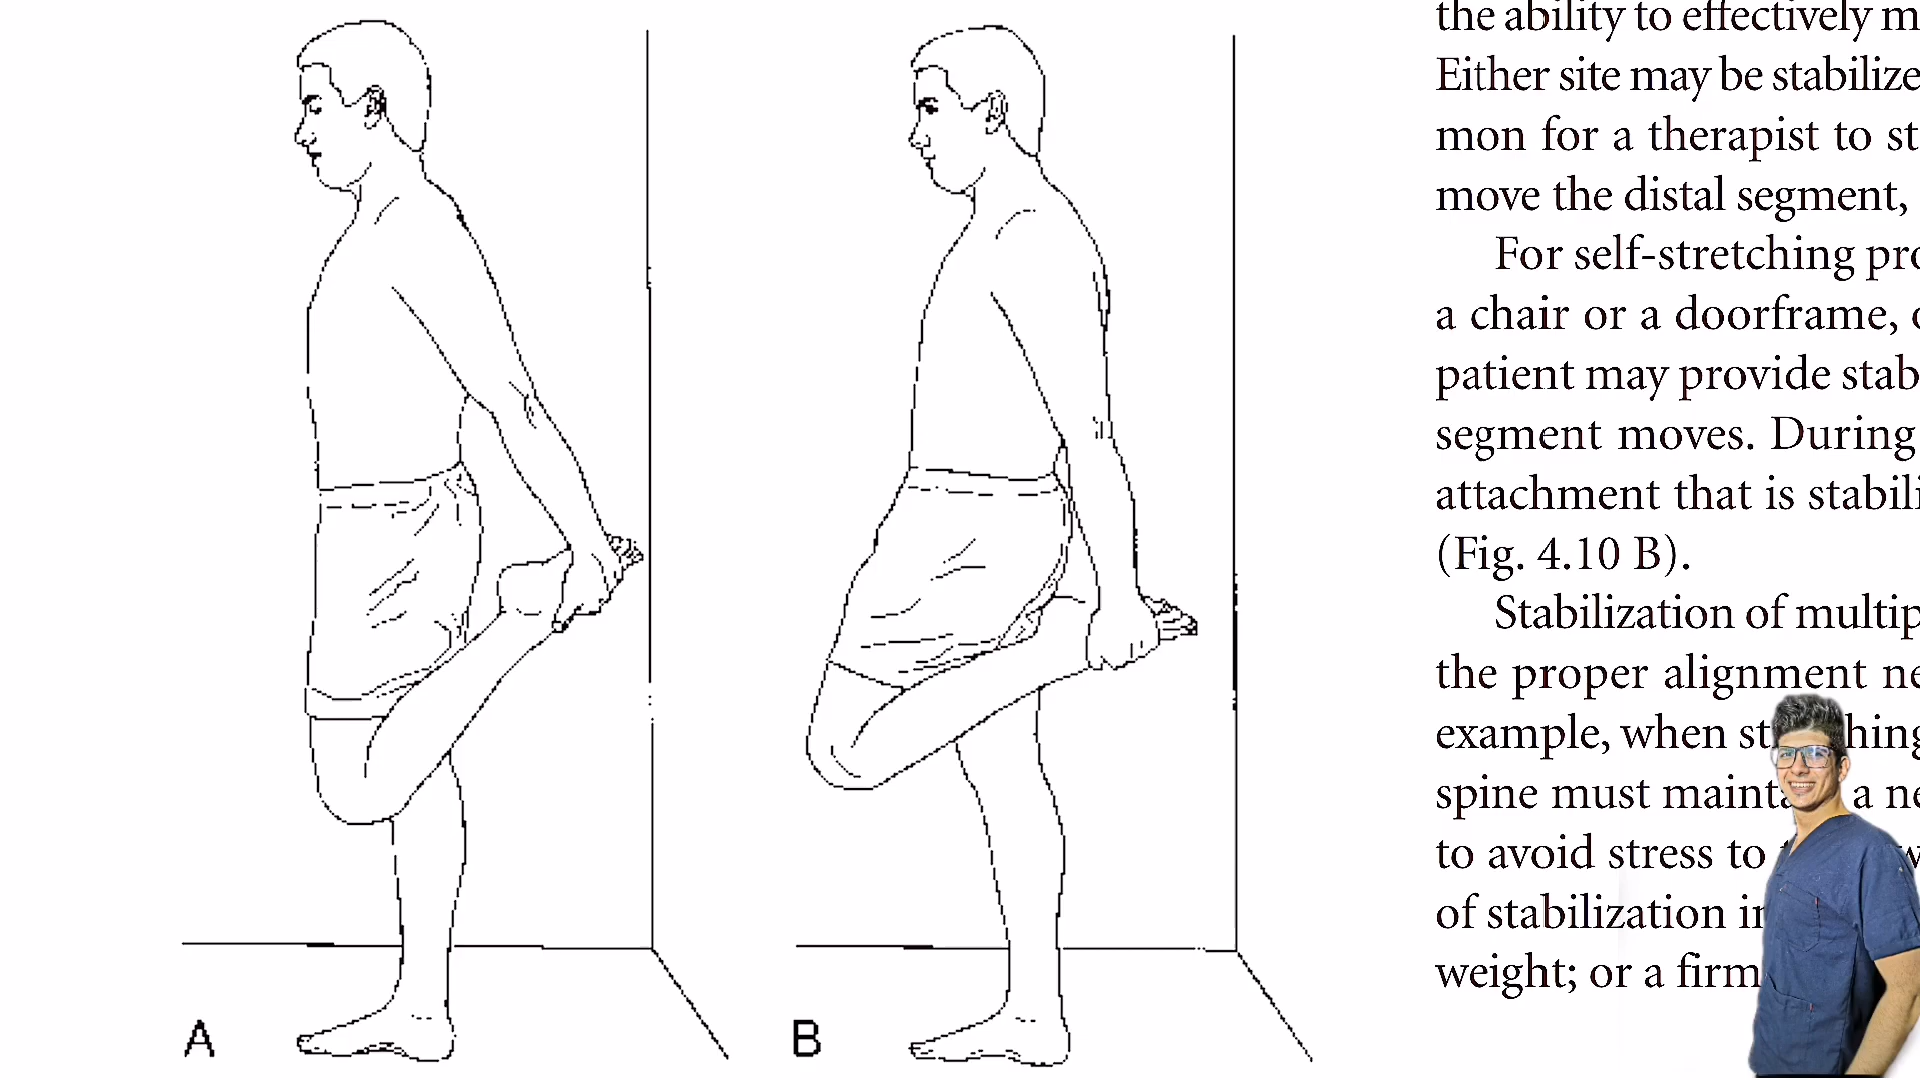 the ability to effectively m
Either site may be stabilize
mon for a therapist to st
move the distal segment,
For self-stretching pro
a chair or a doorframe, o
patient may provide stab
segment moves. During
attachment that is stabili
(Fig. 4.10 B).
Stabilization of multip
the proper alignment ne
example, when st hing
spine must mainta a ne
to avoid stress to
of stabilization in
weight; or a firm
A
B